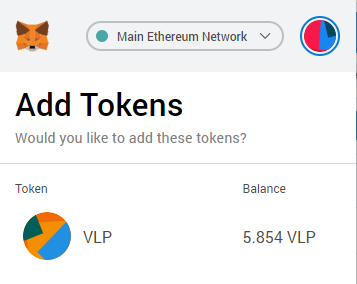 Main Ethereum Network
Add Tokens
Would you like to add these tokens?
Token Balance
VLP 5.854 VLP